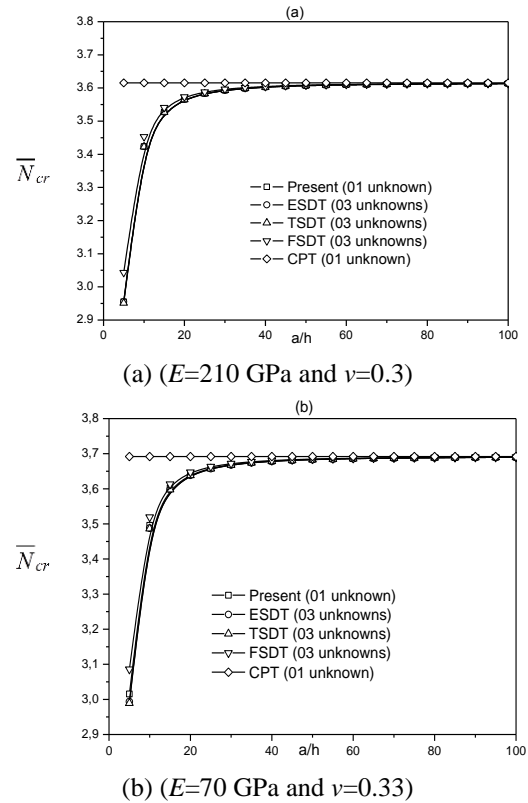 (a)
3.8
3.7
3.6
3.5
3.4
3.3
3.2
3.1
3.0
2.9
N̅cr
Present (01 unknown)
ESDT (03 unknowns)
TSDT (03 unknowns)
FSDT (03 unknowns)
CPT (01 unknown)
0 20 40 60 80 100
a/h
(a) (E=210 GPa and ν=0.3)
(b)
3,8
3,7
3,6
3,5
3,4
3,3
3,2
3,1
3,0
2,9
N̅cr
Present (01 unknown)
ESDT (03 unknowns)
TSDT (03 unknowns)
FSDT (03 unknowns)
CPT (01 unknown)
0 20 40 60 80 100
a/h
(b) (E=70 GPa and ν=0.33)